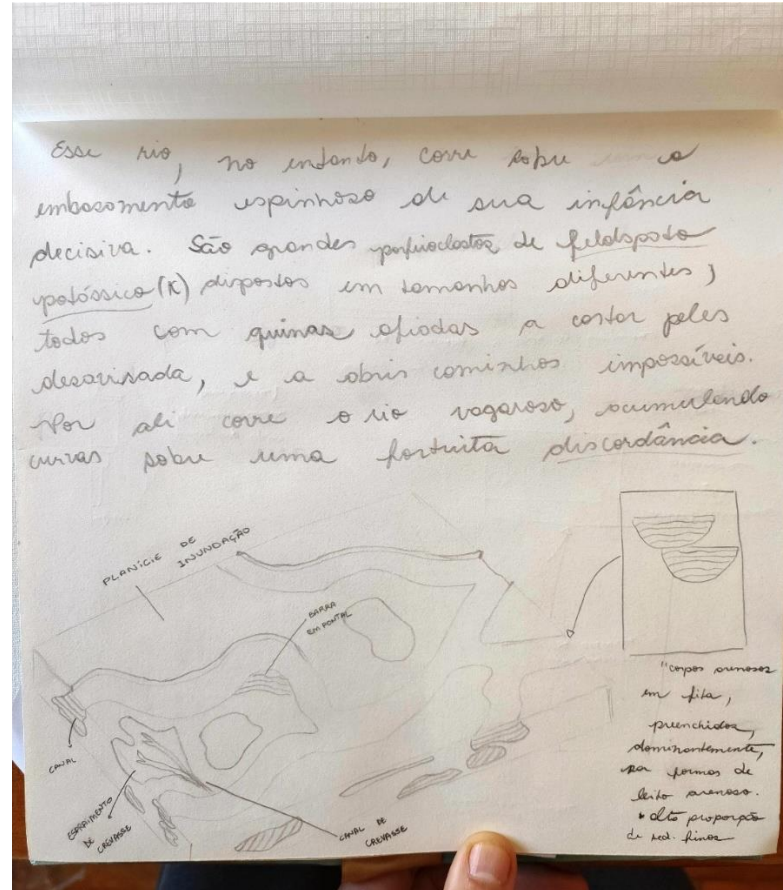 Esse rio, no entanto, corre sobre o
embasamento espinhoso de sua infância
decisiva. São grandes porfiroclastos de feldspato
potássico (K) dispostos em tamanhos diferentes,
todos com quinas afiadas a cortar peles
desavisada, e a abrir caminhos impossíveis.
Por ali corre o rio vagaroso, acumulando
curvas sobre uma fortuita discordância.
PLANÍCIE DE
INUNDAÇÃO
BARRA
EM PONTAL
CANAL
ESPRAIMENTO
DE CREVASSE
CANAL DE
CREVASSE
"corpos arenosos
em fita,
preenchidos,
dominantemente,
por formas de
leito arenoso.
• alta proporção
de sed. finos